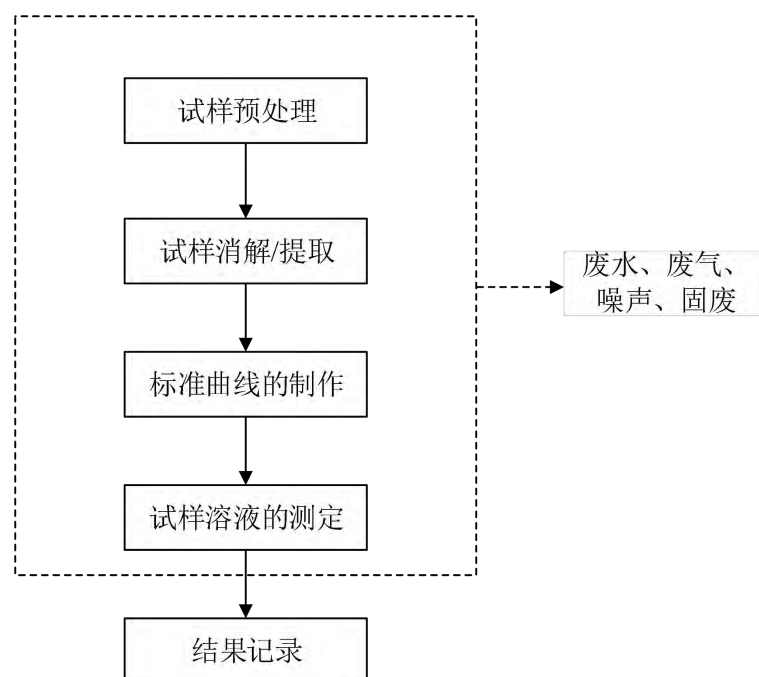 试样预处理
试样消解/提取
废水、废气、
噪声、固废
标准曲线的制作
试样溶液的测定
结果记录